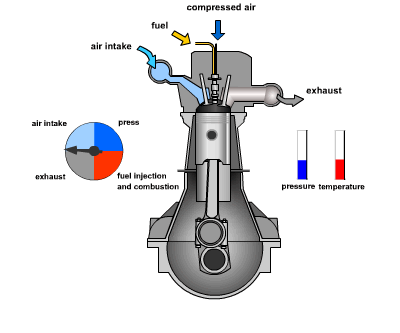 compressed air
fuel
air intake
exhaust
air intake
press
exhaust
fuel injection
and combustion
pressure
temperature